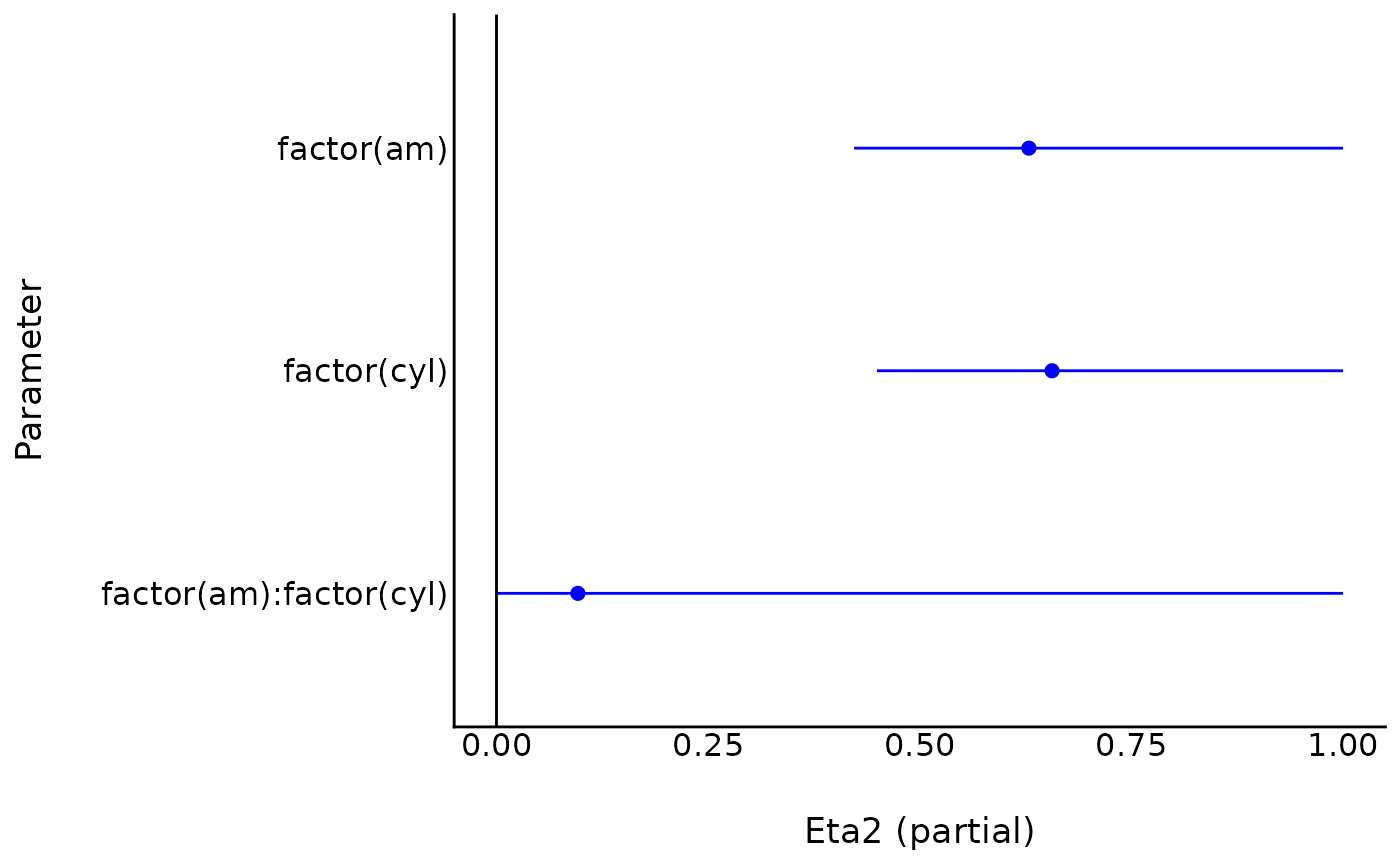 Parameter
factor(am)
factor(cyl)
factor(am):factor(cyl)
0.00 0.25 0.50 0.75 1.00
Eta2 (partial)